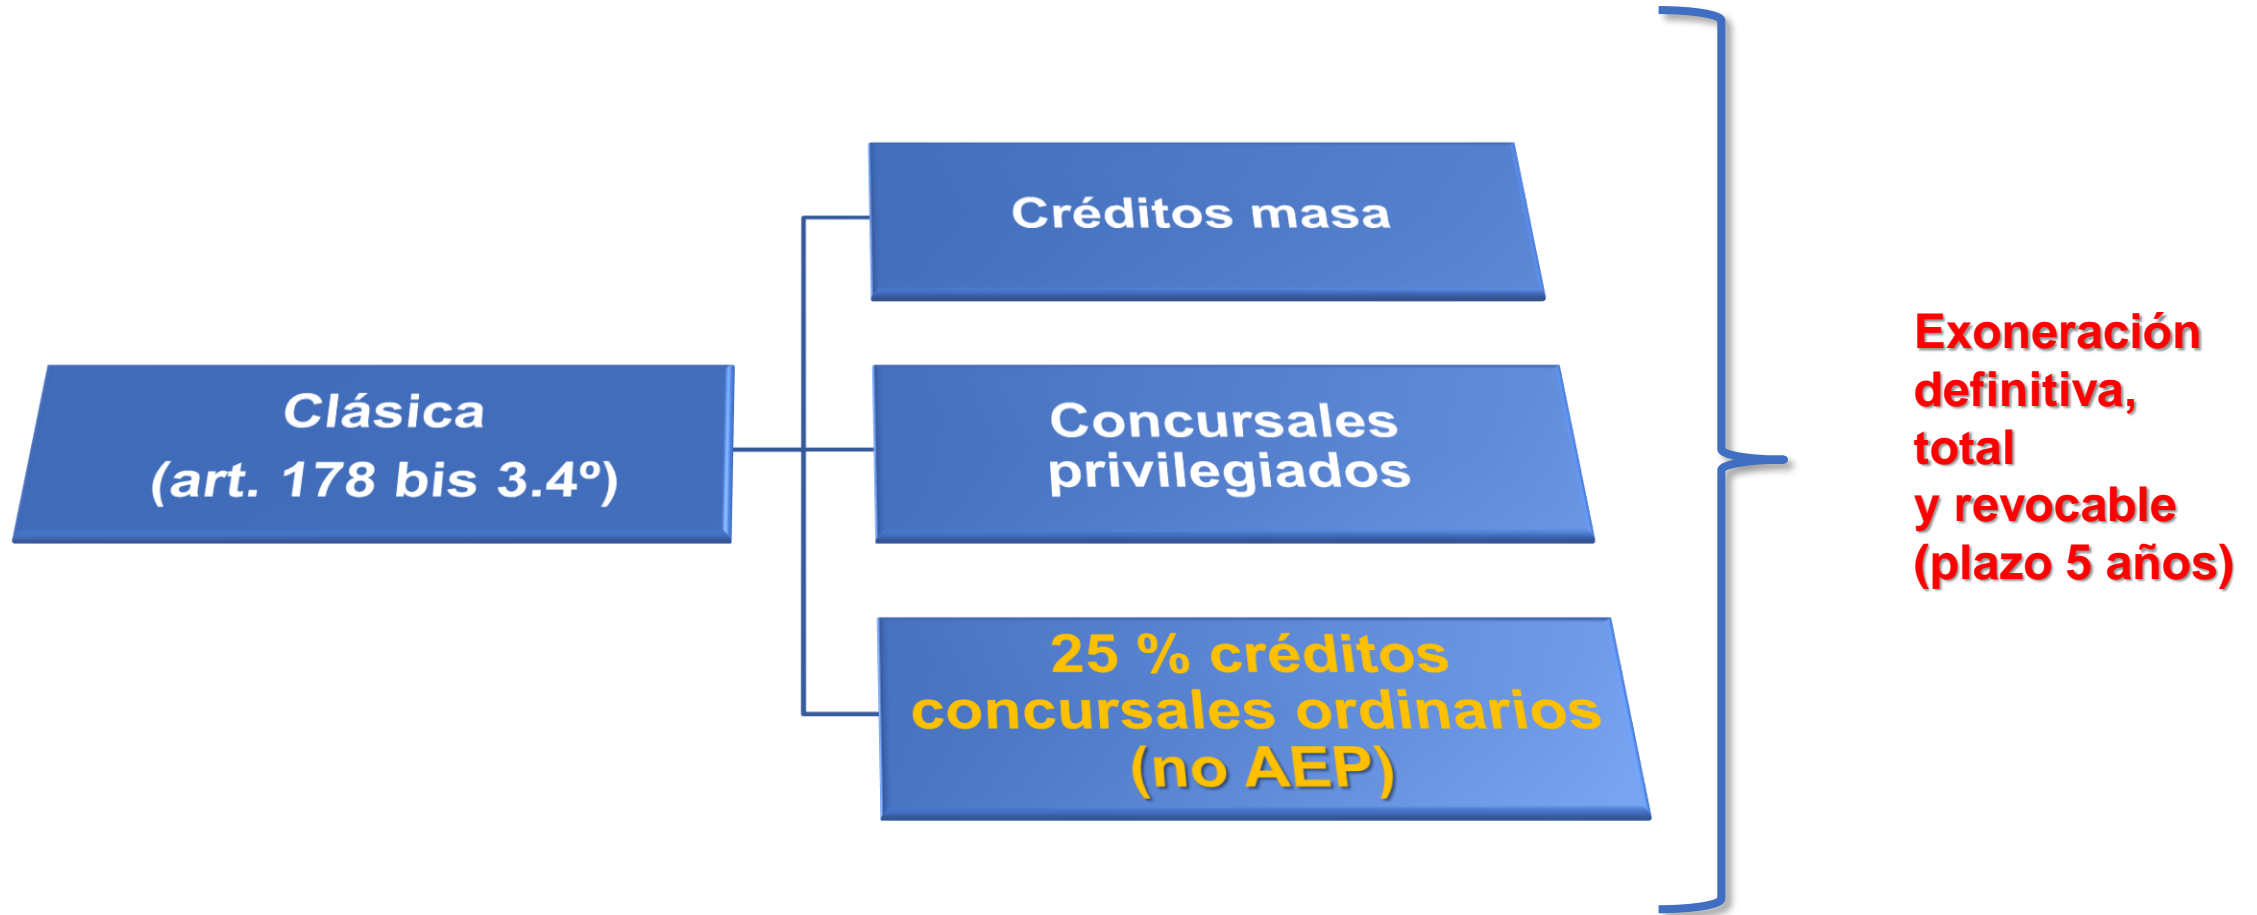 Clásica
(art. 178 bis 3.4º)
Créditos masa
Concursales
privilegiados
25 % créditos
concursales ordinarios
(no AEP)
Exoneración
definitiva,
total
y revocable
(plazo 5 años)